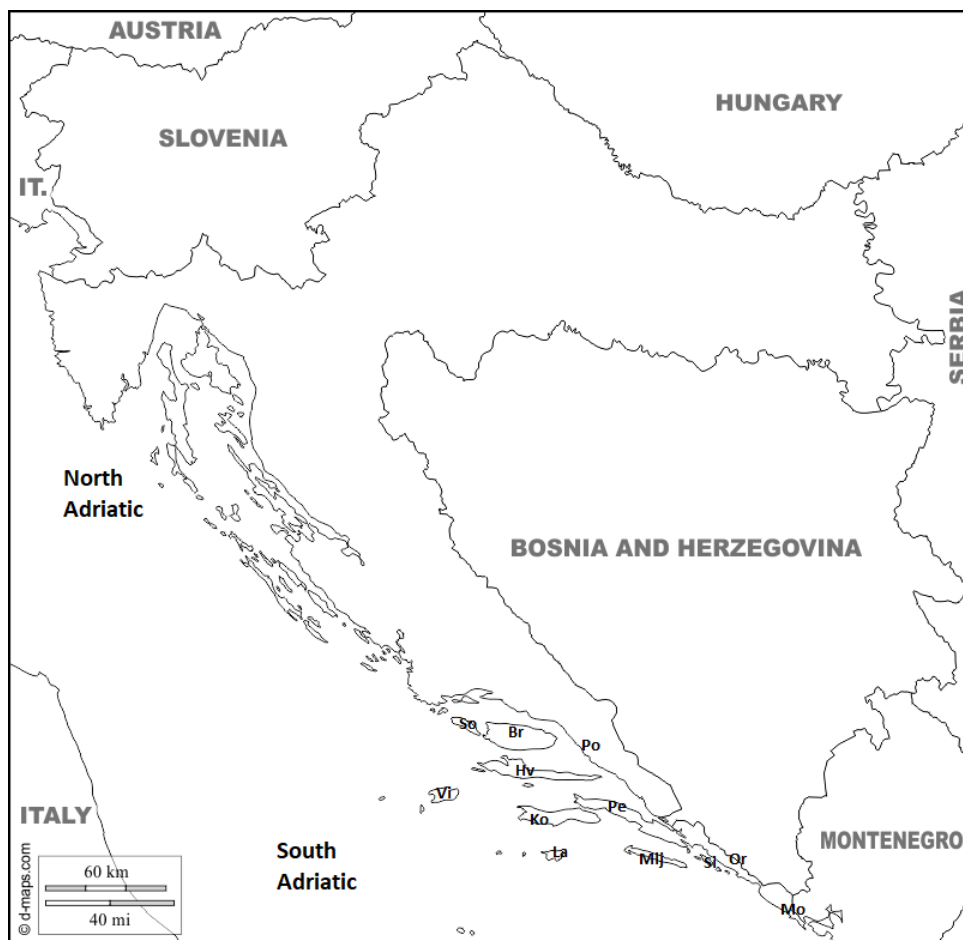 AUSTRIA
HUNGARY
SLOVENIA
IT.
SERBIA
North
Adriatic
BOSNIA AND HERZEGOVINA
So
Br
Po
Hv
Vi
Pe
Ko
ITALY
MONTENEGRO
South
Adriatic
La
Mlj
Sl
Or
60 km
40 mi
Mo
© d-maps.com